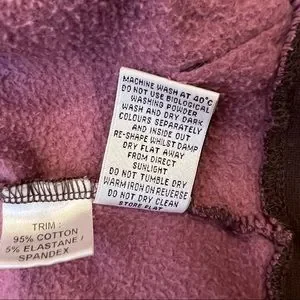 MACHINE WASH AT 40°C
DO NOT USE BIOLOGICAL
WASHING POWDER
WASH AND DRY DARK
COLOURS SEPARATELY
AND INSIDE OUT
RE-SHAPE WHILST DAMP
DRY FLAT AWAY
FROM DIRECT
SUNLIGHT
DO NOT TUMBLE DRY
WARM IRON ON REVERSE
DO NOT DRY CLEAN
STORE FLAT
TRIM -
95% COTTON
5% ELASTANE /
SPANDEX